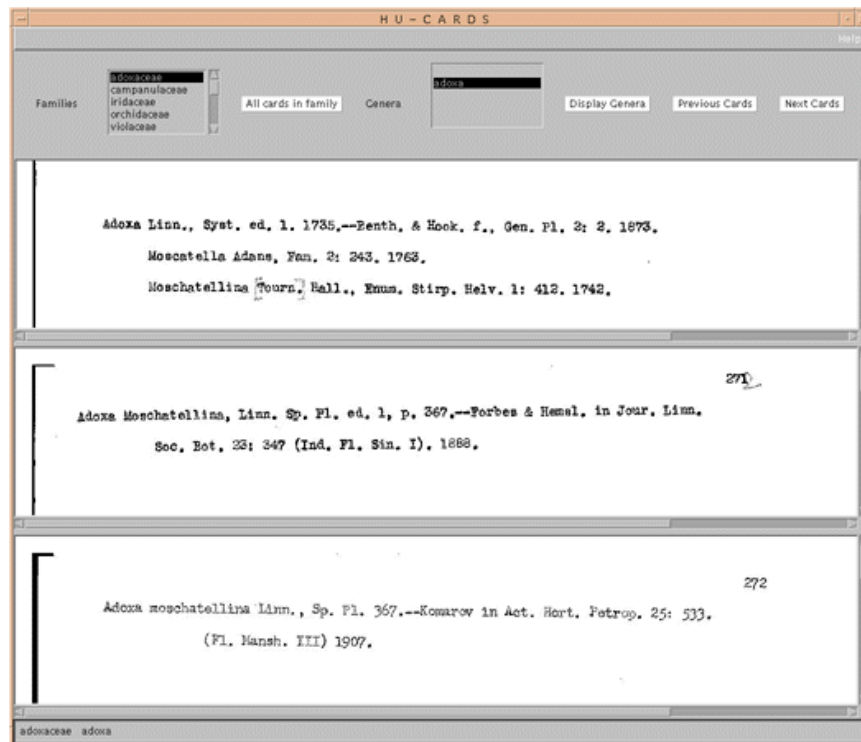 HU-CARDS
Help
Families
adoxaceae
campanulaceae
iridaceae
orchidaceae
violaceae
All cards in family
Genera
adoxa
Display Genera
Previous Cards
Next Cards
Adoxa Linn., Syst. ed. 1. 1735.--Benth. & Hook. f., Gen. Pl. 2: 2. 1873.
Moscatella Adans, Fam. 2: 243. 1763.
Moschatellina [Tourn.] Hall., Enum. Stirp. Helv. 1: 412. 1742.
271
Adoxa Moschatellina, Linn. Sp. Pl. ed. 1, p. 367.--Forbes & Hemsl. in Jour. Linn.
Soc. Bot. 23: 347 (Ind. Fl. Sin. I). 1888.
272
Adoxa moschatellina Linn., Sp. Pl. 367.--Komarov in Act. Hort. Petrop. 25: 533.
(Fl. Mansh. III) 1907.
adoxaceae adoxa